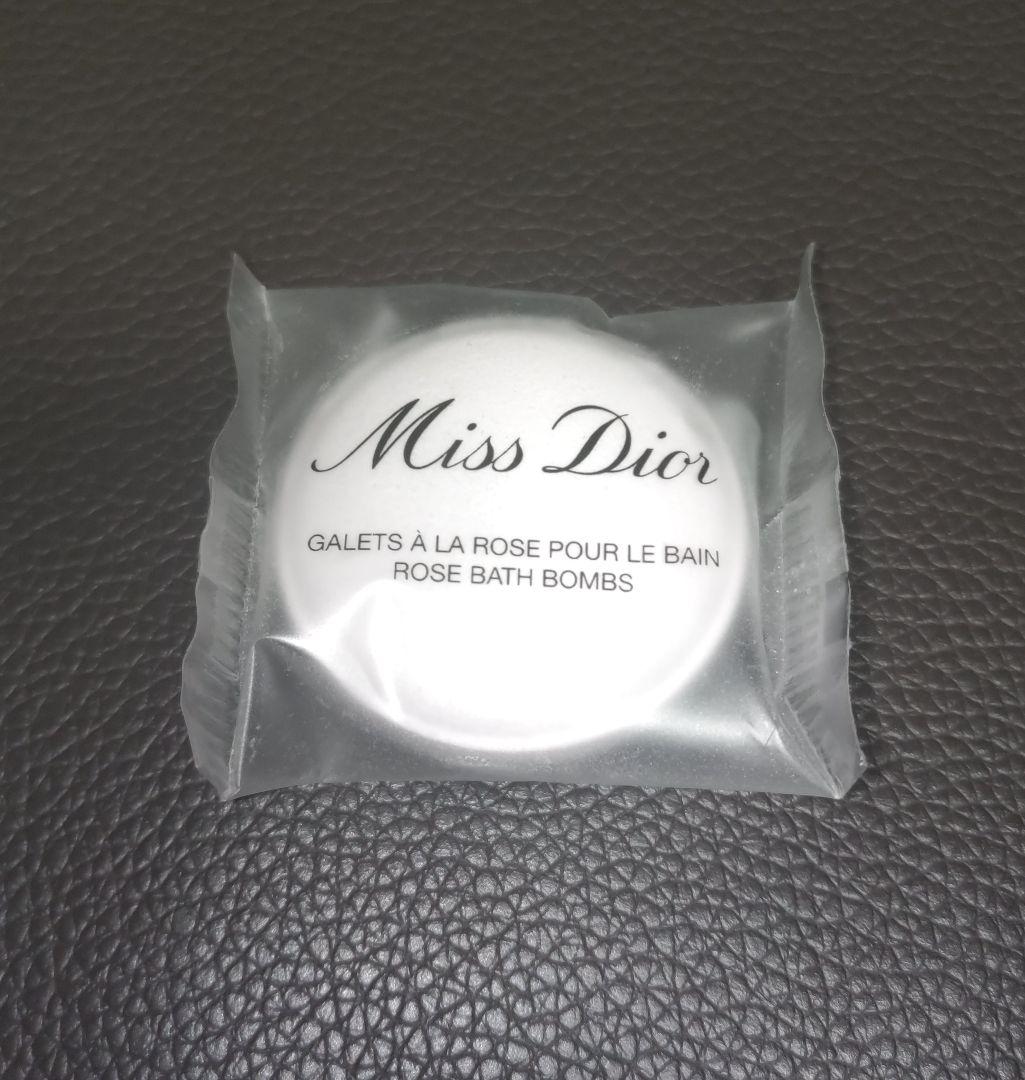 Miss Dior
GALETS À LA ROSE POUR LE BAIN
ROSE BATH BOMBS